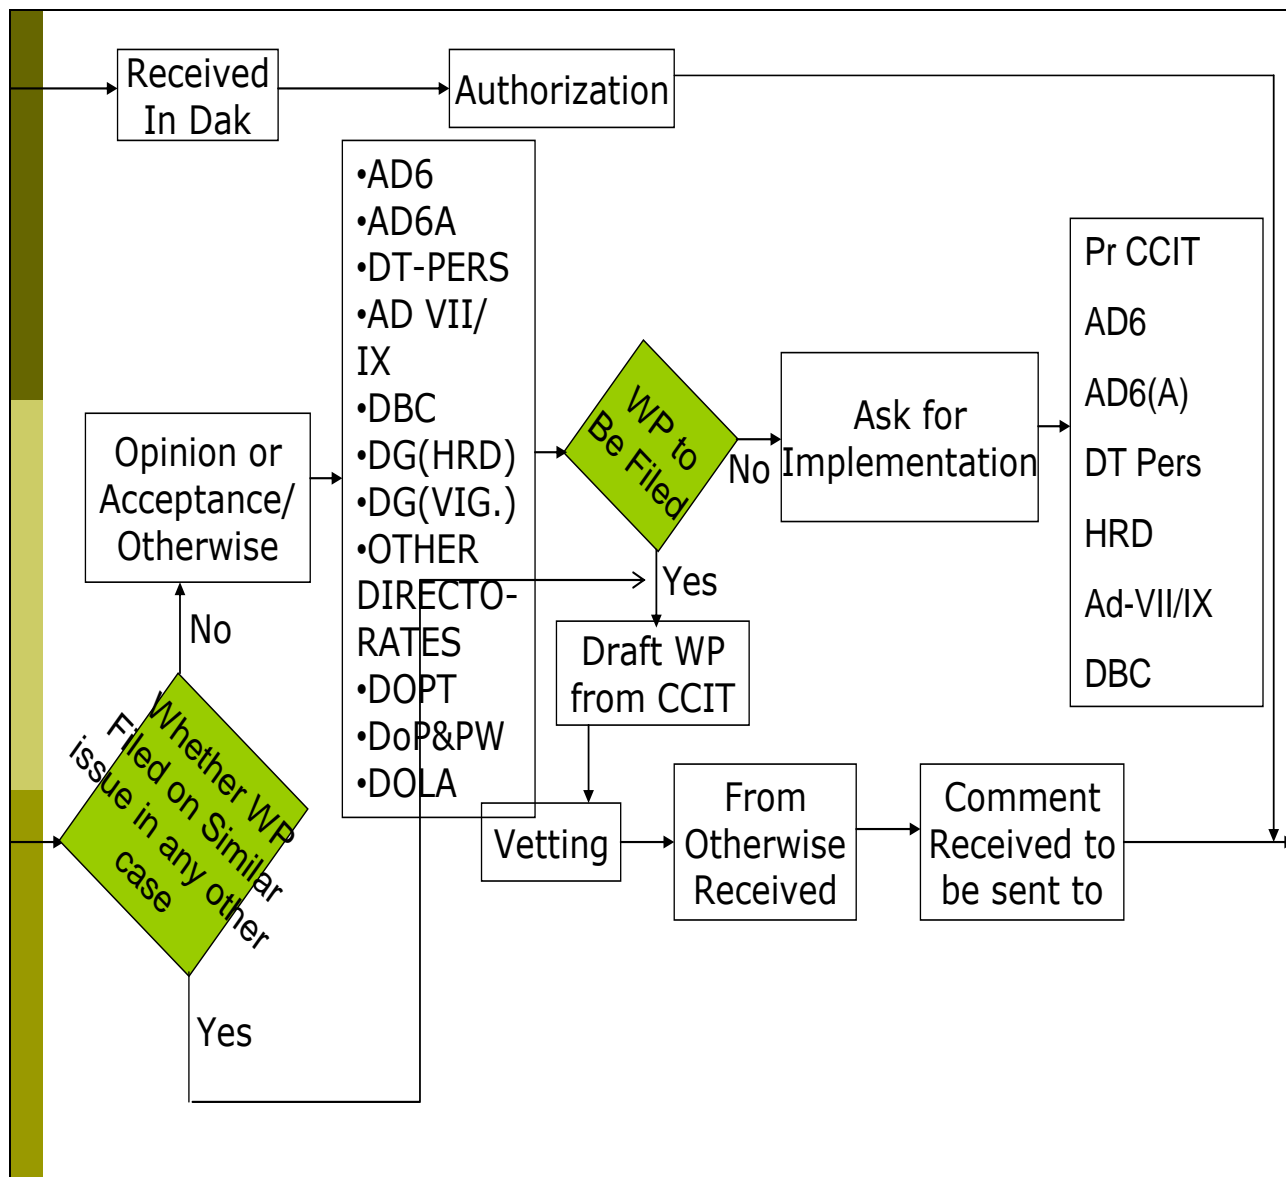 Received
In Dak
Authorization
•AD6
•AD6A
•DT-PERS
•AD VII/
IX
•DBC
•DG(HRD)
•DG(VIG.)
•OTHER
DIRECTO-
RATES
•DOPT
•DoP&PW
•DOLA
Opinion or
Acceptance/
Otherwise
No
Whether WP
Filed on Similar
issue in any other
case
Yes
WP to
Be Filed
No
Yes
Ask for
Implementation
Pr CCIT
AD6
AD6(A)
DT Pers
HRD
Ad-VII/IX
DBC
Draft WP
from CCIT
Vetting
From
Otherwise
Received
Comment
Received to
be sent to